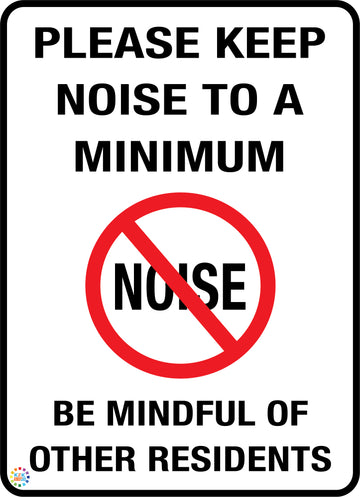 PLEASE KEEP
NOISE TO A
MINIMUM
NOISE
BE MINDFUL OF
OTHER RESIDENTS